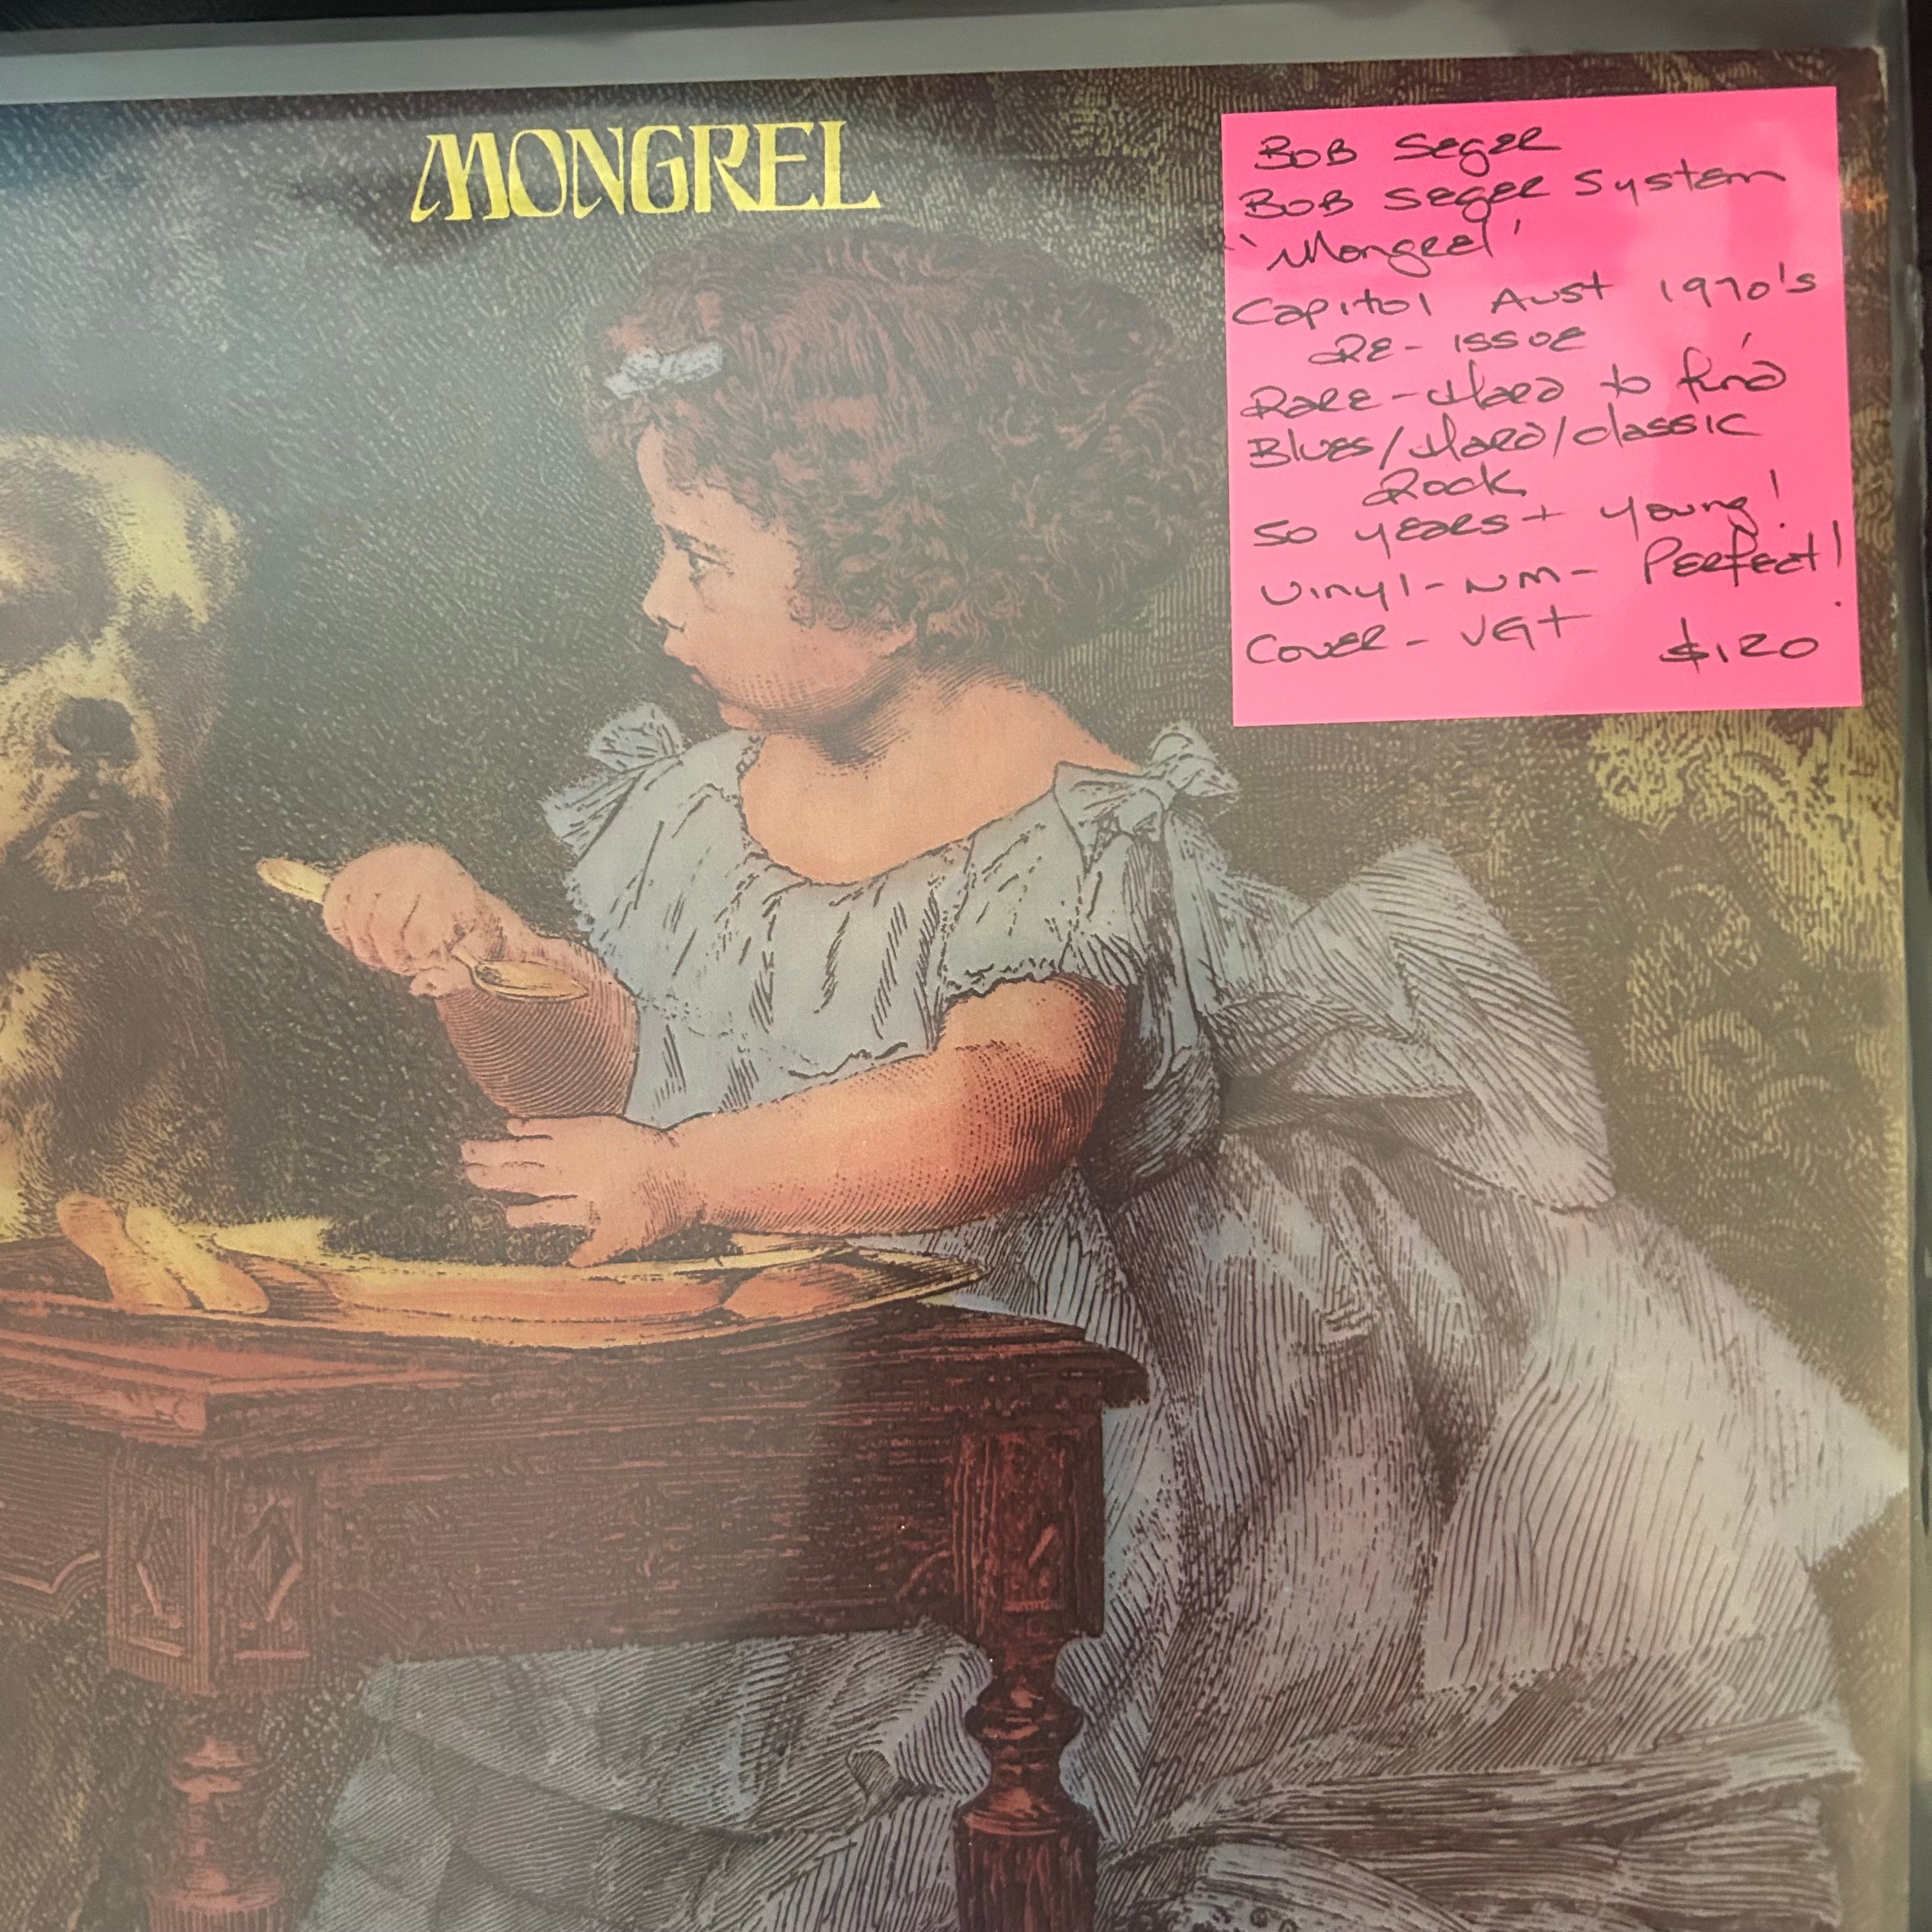 MONGREL
BOB SegeR
BOB segeR System
"Mongrel'
Capitol Aust 1970's
RE-ISSUE
RaRE-HaRD to find
Blues/HaRD/classic
Rock
50 yeaRs+ young!
Vinyl-NM- PeRfect!
CoveR-VG+ $120